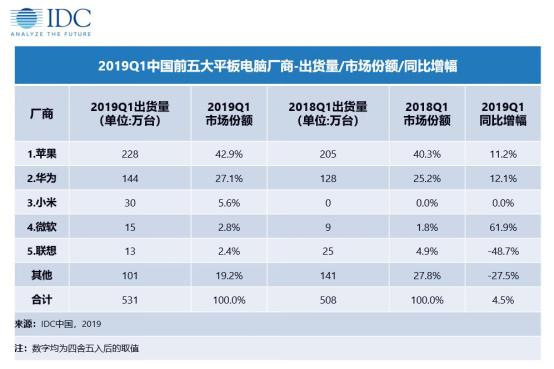 IDC
ANALYZE THE FUTURE
2019Q1中国前五大平板电脑厂商-出货量/市场份额/同比增幅
厂商 2019Q1出货量 2019Q1 2018Q1出货量 2018Q1 2019Q1
(单位:万台) 市场份额 (单位:万台) 市场份额 同比增幅
1.苹果 228 42.9% 205 40.3% 11.2%
2.华为 144 27.1% 128 25.2% 12.1%
3.小米 30 5.6% 0 0.0% 0.0%
4.微软 15 2.8% 9 1.8% 61.9%
5.联想 13 2.4% 25 4.9% -48.7%
其他 101 19.2% 141 27.8% -27.5%
合计 531 100.0% 508 100.0% 4.5%
来源：IDC中国，2019
注：数字均为四舍五入后的取值